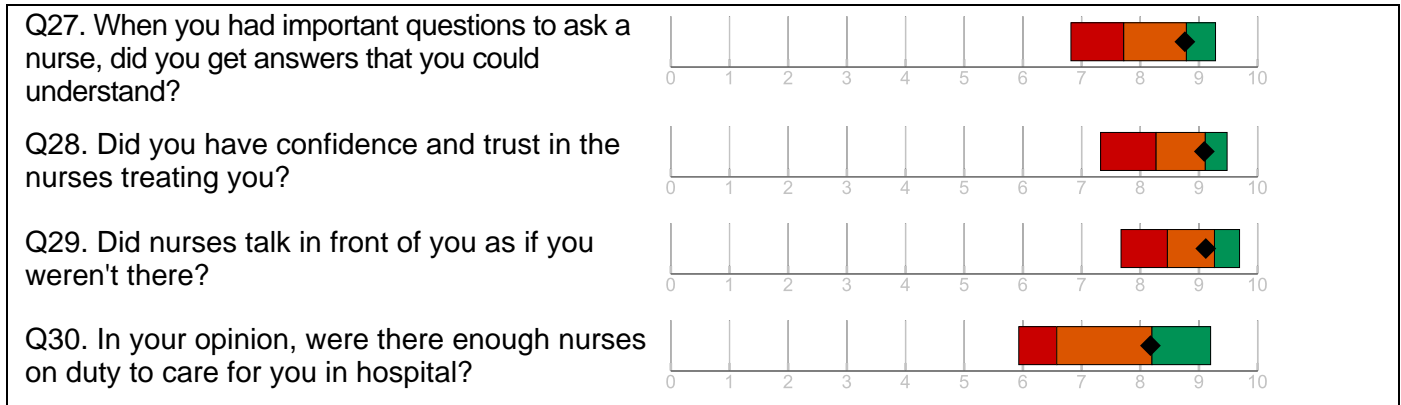 Q27. When you had important questions to ask a
nurse, did you get answers that you could
understand?
0 1 2 3 4 5 6 7 8 9 10
Q28. Did you have confidence and trust in the
nurses treating you?
0 1 2 3 4 5 6 7 8 9 10
Q29. Did nurses talk in front of you as if you
weren't there?
0 1 2 3 4 5 6 7 8 9 10
Q30. In your opinion, were there enough nurses
on duty to care for you in hospital?
0 1 2 3 4 5 6 7 8 9 10